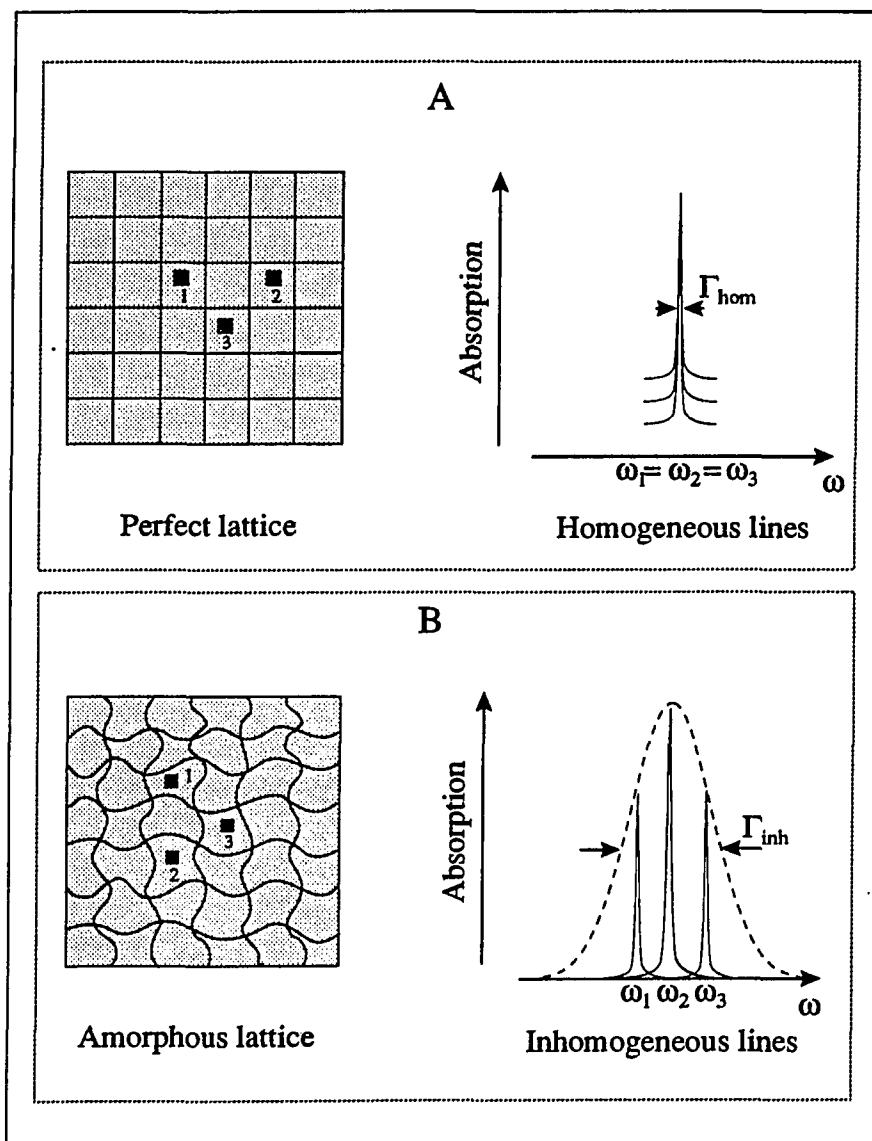 A
1
2
3
Absorption
Γhom
ω1= ω2= ω3
ω
Perfect lattice
Homogeneous lines
B
1
3
2
Absorption
Γinh
ω1 ω2 ω3
ω
Amorphous lattice
Inhomogeneous lines